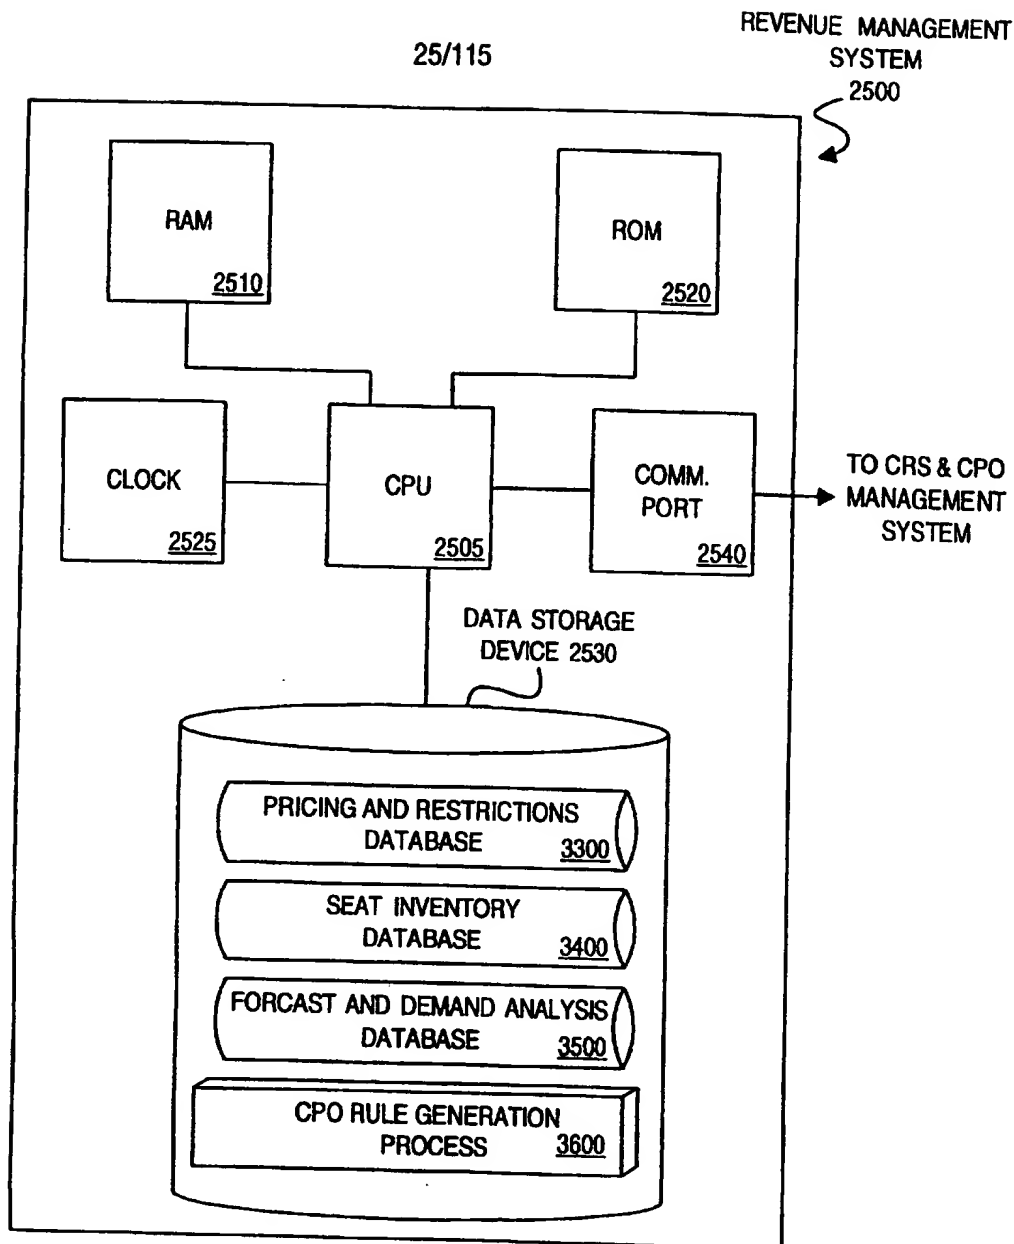 25/115
REVENUE MANAGEMENT
SYSTEM
2500
RAM
2510
ROM
2520
CLOCK
2525
CPU
2505
COMM.
PORT
2540
TO CRS & CPO
MANAGEMENT
SYSTEM
DATA STORAGE
DEVICE 2530
PRICING AND RESTRICTIONS
DATABASE 3300
SEAT INVENTORY
DATABASE 3400
FORCAST AND DEMAND ANALYSIS
DATABASE 3500
CPO RULE GENERATION
PROCESS 3600